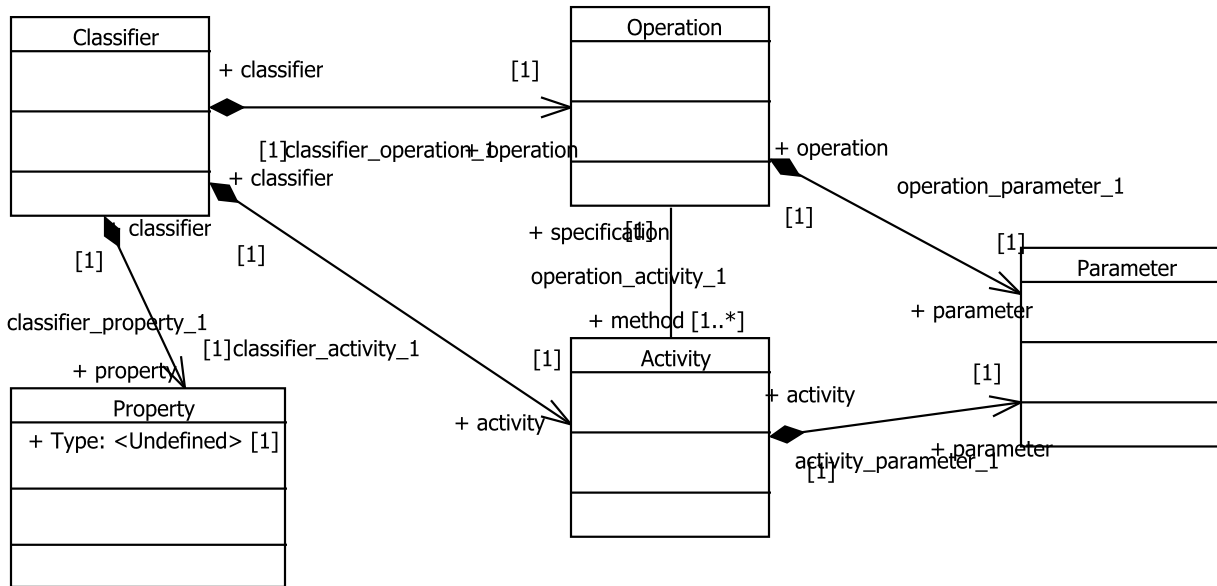 Classifier
Operation
+ classifier
[1]
[1]classifier_operation_1
+ operation
+ classifier
+ operation
operation_parameter_1
+ classifier
[1]
[1]
+ specification
[1]
[1]
[1]
Parameter
operation_activity_1
+ parameter
classifier_property_1
+ method [1..*]
[1]classifier_activity_1
[1]
Activity
+ property
[1]
+ activity
Property
+ activity
+ Type: <Undefined> [1]
+ parameter
activity_parameter_1
[1]